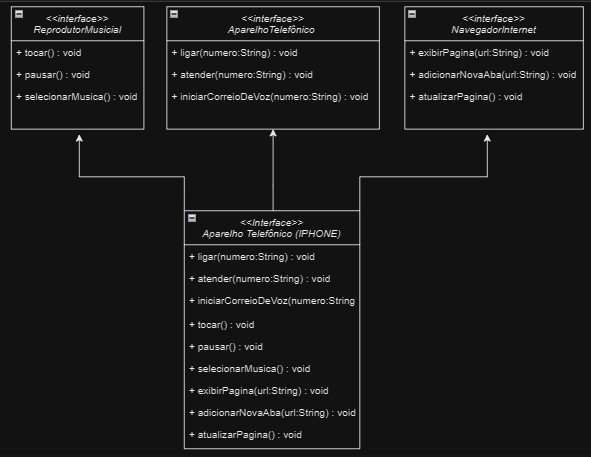 <<interface>>
ReprodutorMusicial
+ tocar() : void
+ pausar() : void
+ selecionarMusica() : void
<<interface>>
AparelhoTelefônico
+ ligar(numero:String) : void
+ atender(numero:String) : void
+ iniciarCorreioDeVoz(numero:String) : void
<<interface>>
NavegadorInternet
+ exibirPagina(url:String) : void
+ adicionarNovaAba(url:String) : void
+ atualizarPagina() : void
<<Interface>>
Aparelho Telefônico (IPHONE)
+ ligar(numero:String) : void
+ atender(numero:String) : void
+ iniciarCorreioDeVoz(numero:String
+ tocar() : void
+ pausar() : void
+ selecionarMusica() : void
+ exibirPagina(url:String) : void
+ adicionarNovaAba(url:String) : void
+ atualizarPagina() : void